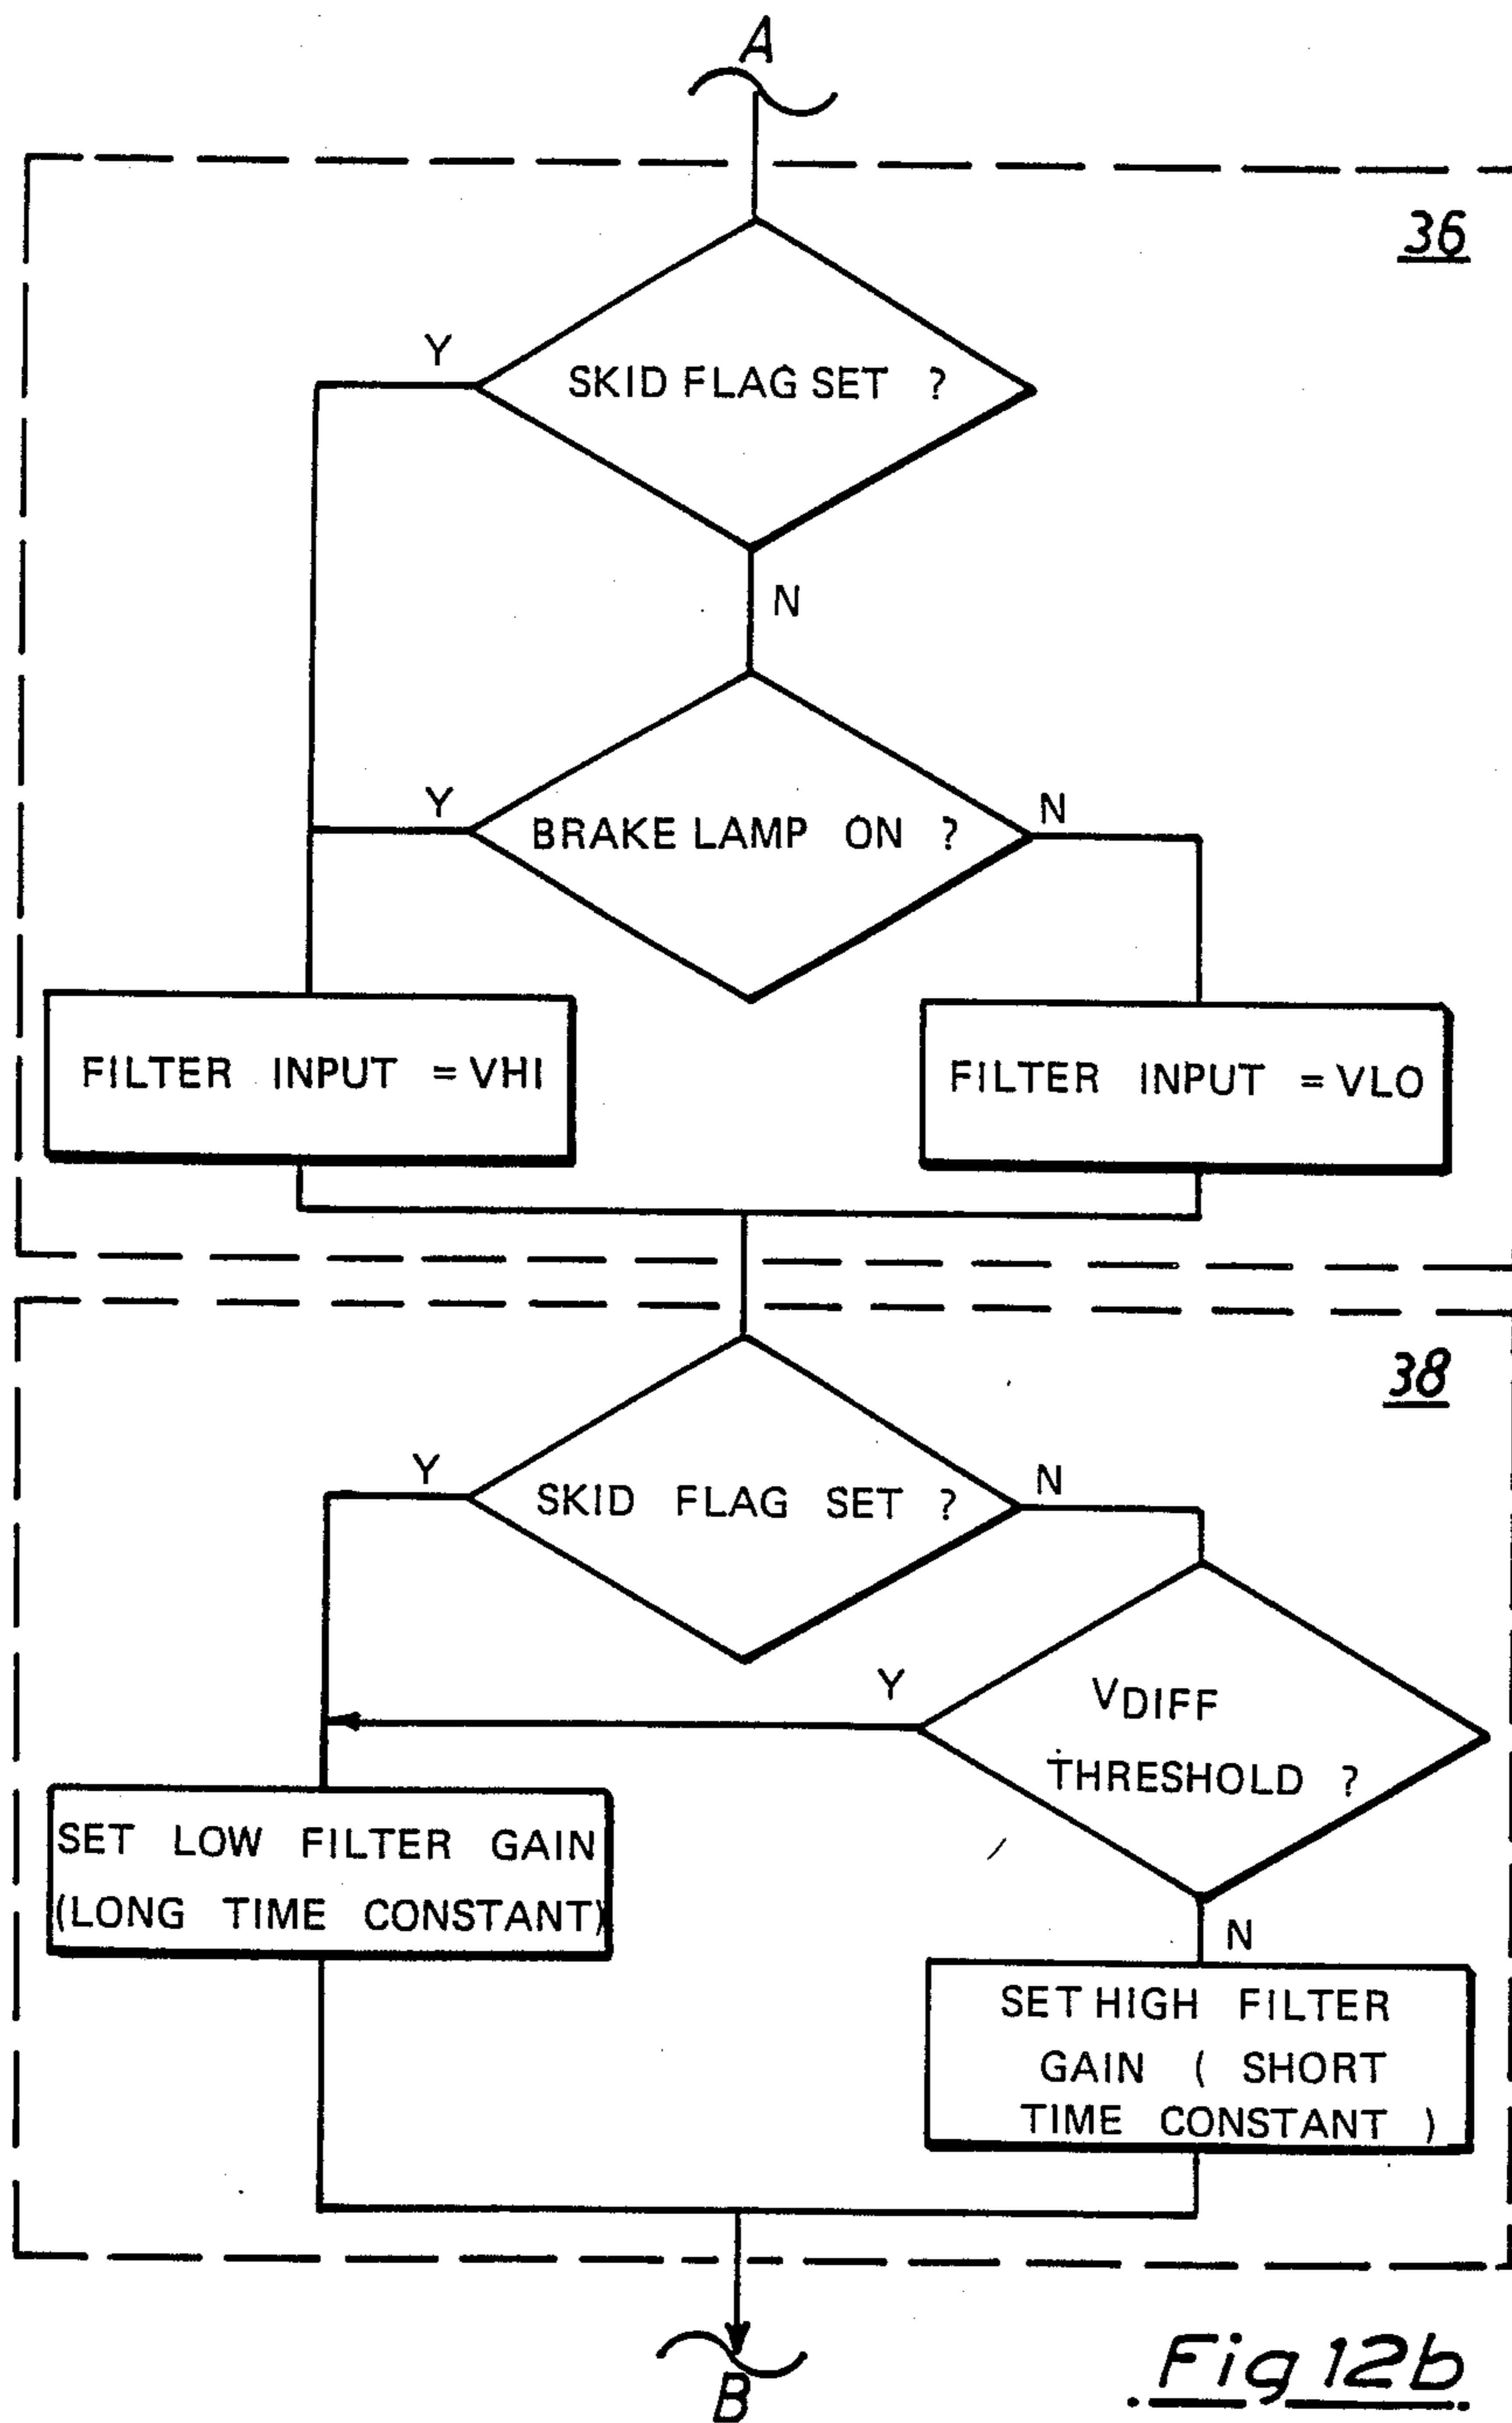 A
36
SKID FLAG SET ?
Y
N
BRAKE LAMP ON ?
Y
N
FILTER INPUT = VHI
FILTER INPUT = VLO
38
SKID FLAG SET ?
Y
N
VDIFF
THRESHOLD ?
Y
N
SET LOW FILTER GAIN
(LONG TIME CONSTANT)
SET HIGH FILTER
GAIN ( SHORT
TIME CONSTANT )
B
Fig 12b